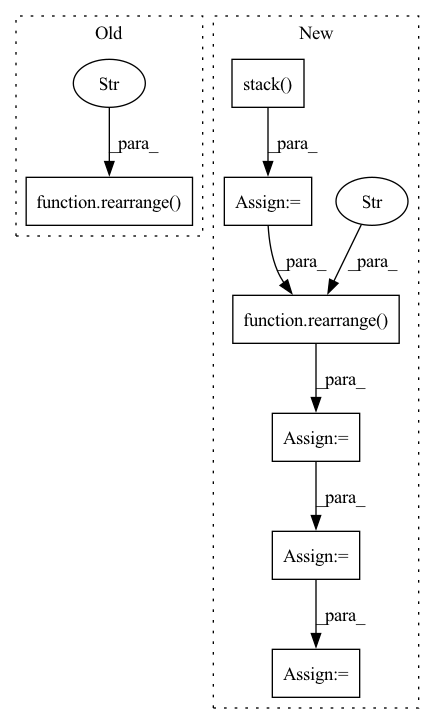 Old
New
Str
stack()
_para_
_para_
function.rearrange()
Assign:=
Str
_para_
_para_
function.rearrange()
_para_
Assign:=
_para_
Assign:=
_para_
Assign:=